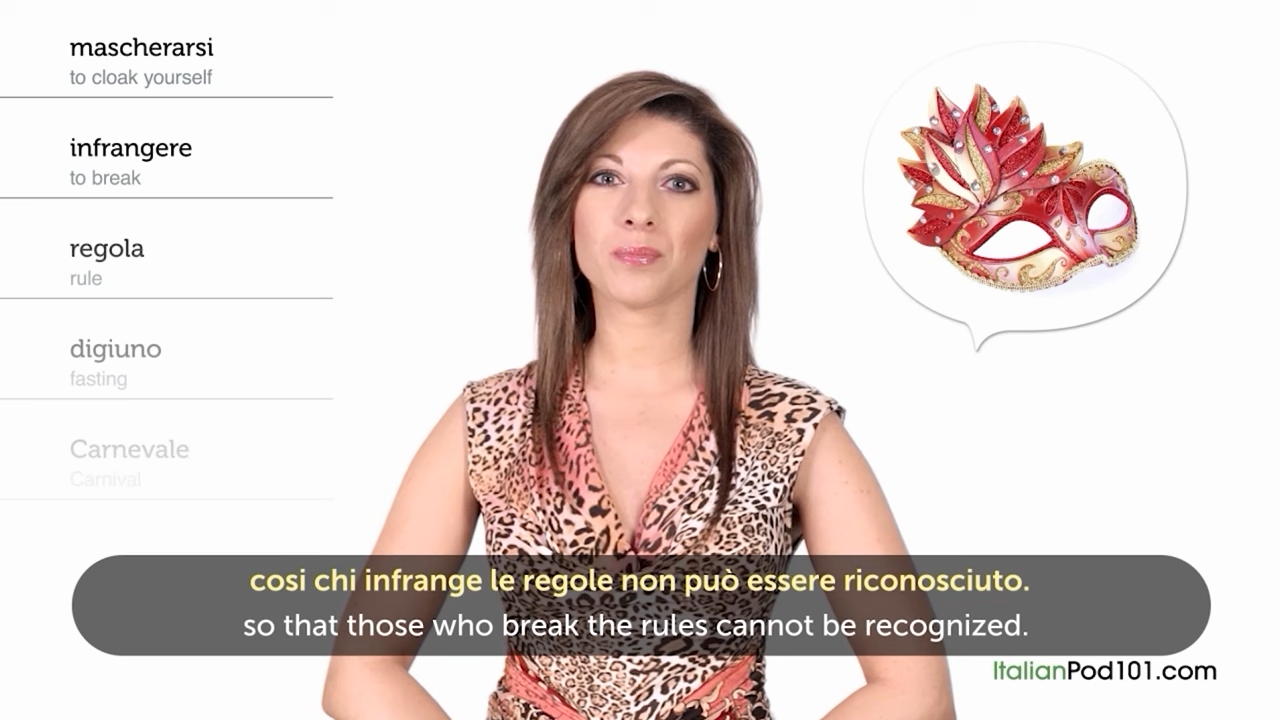 mascherarsi
to cloak yourself
infrangere
to break
regola
rule
digiuno
fasting
Carnevale
Carnival
cosi chi infrange le regole non può essere riconosciuto.
so that those who break the rules cannot be recognized.
ItalianPod101.com